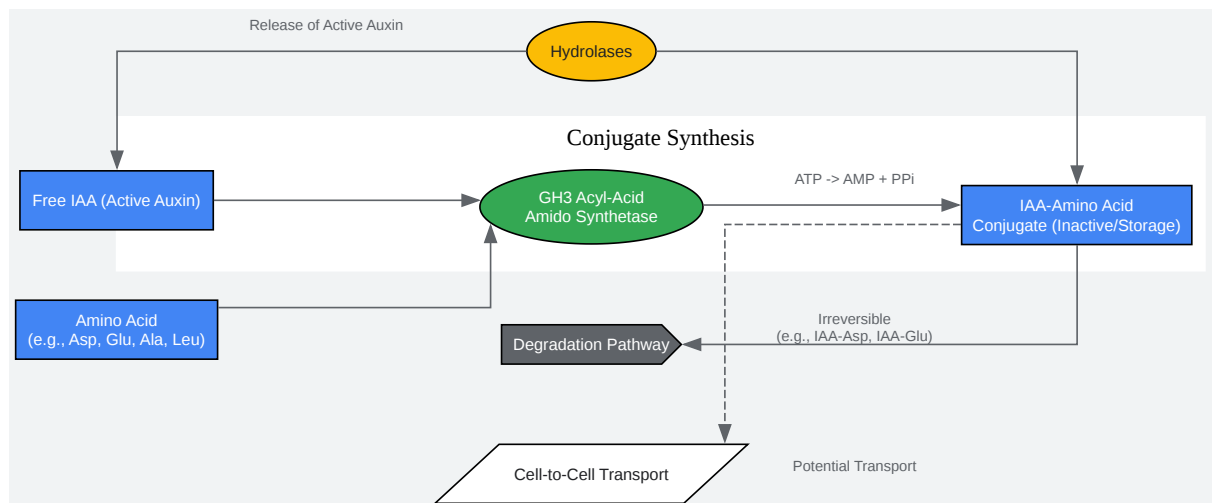 Release of Active Auxin
Hydrolases
Conjugate Synthesis
Free IAA (Active Auxin)
GH3 Acyl-Acid
Amido Synthetase
ATP -> AMP + PPi
IAA-Amino Acid
Conjugate (Inactive/Storage)
Amino Acid
(e.g., Asp, Glu, Ala, Leu)
Degradation Pathway
Irreversible
(e.g., IAA-Asp, IAA-Glu)
Cell-to-Cell Transport
Potential Transport